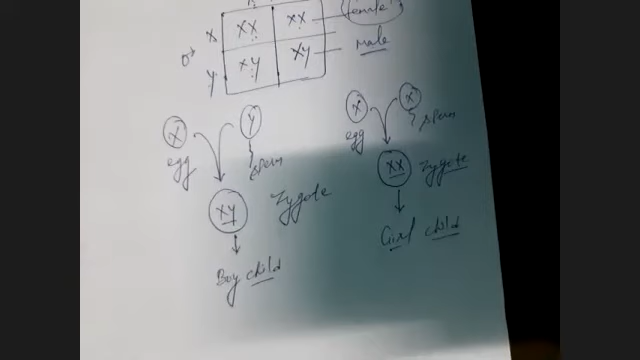 X XX XX female
♂ Male
Y XY XY
X Y X X
egg sperm egg sperm
XY Zygote XX Zygote
Boy child Girl child